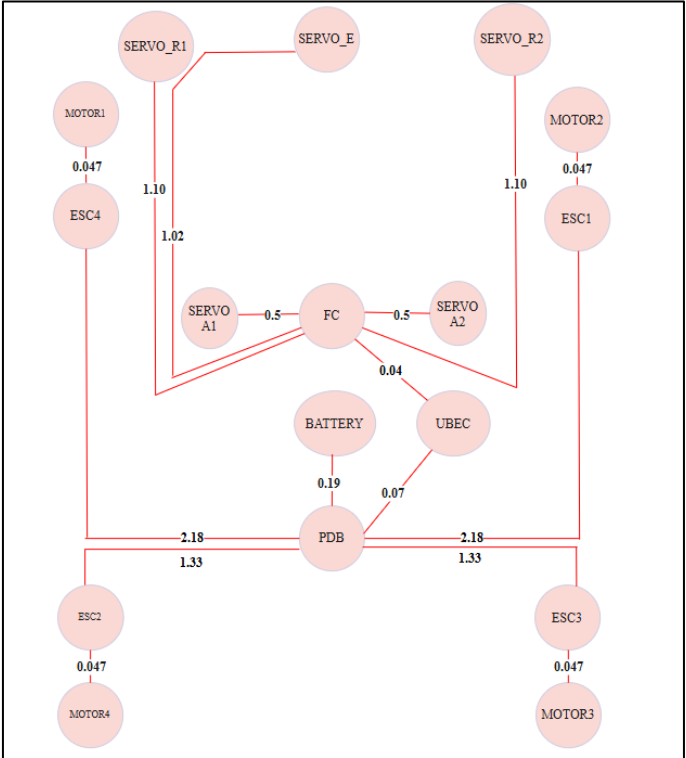 SERVO_R1
SERVO_E
SERVO_R2
MOTOR1
MOTOR2
0.047
0.047
1.10
1.10
ESC4
ESC1
1.02
SERVO
A1
0.5
FC
0.5
SERVO
A2
0.04
BATTERY
UBEC
0.19
0.07
2.18
PDB
2.18
1.33
1.33
ESC2
ESC3
0.047
0.047
MOTOR4
MOTOR3